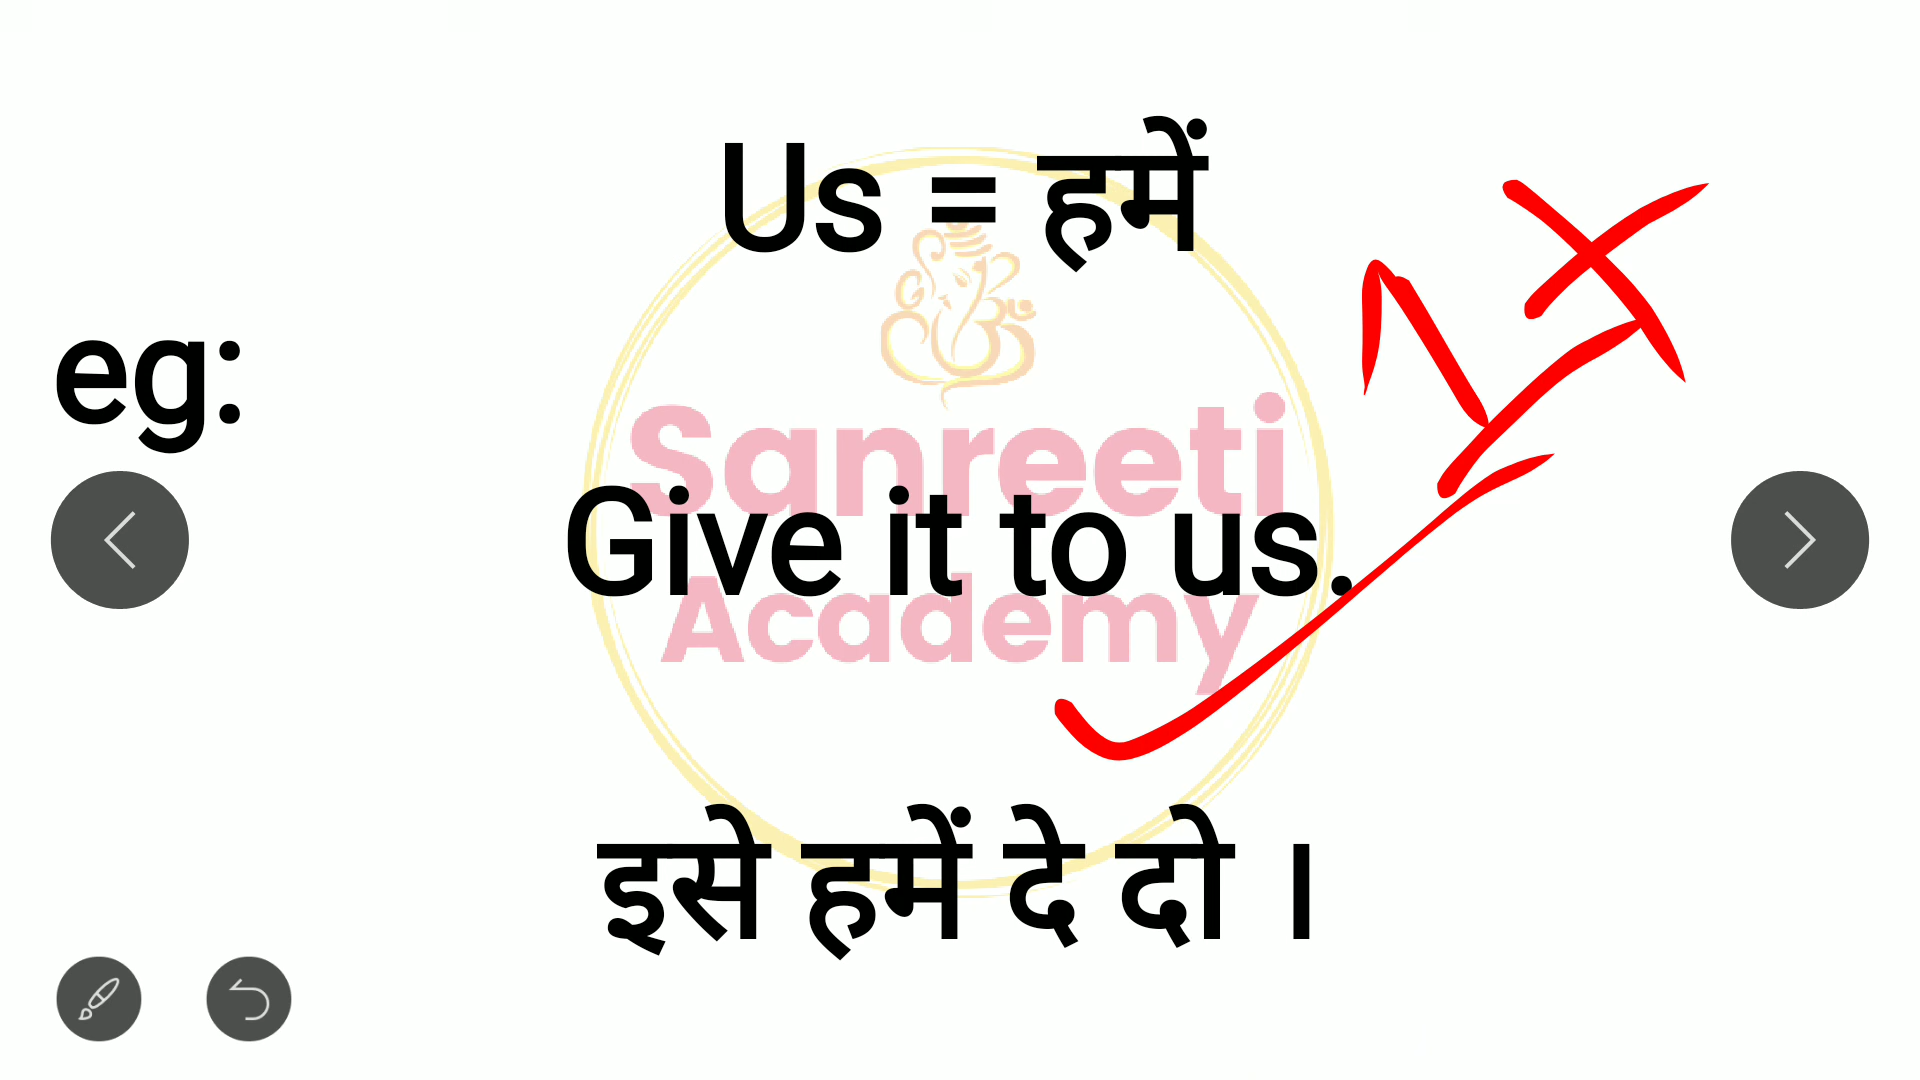 Us = हमें
eg:
Sanreeti
Give it to us.
Academy
इसे हमें दे दो ।